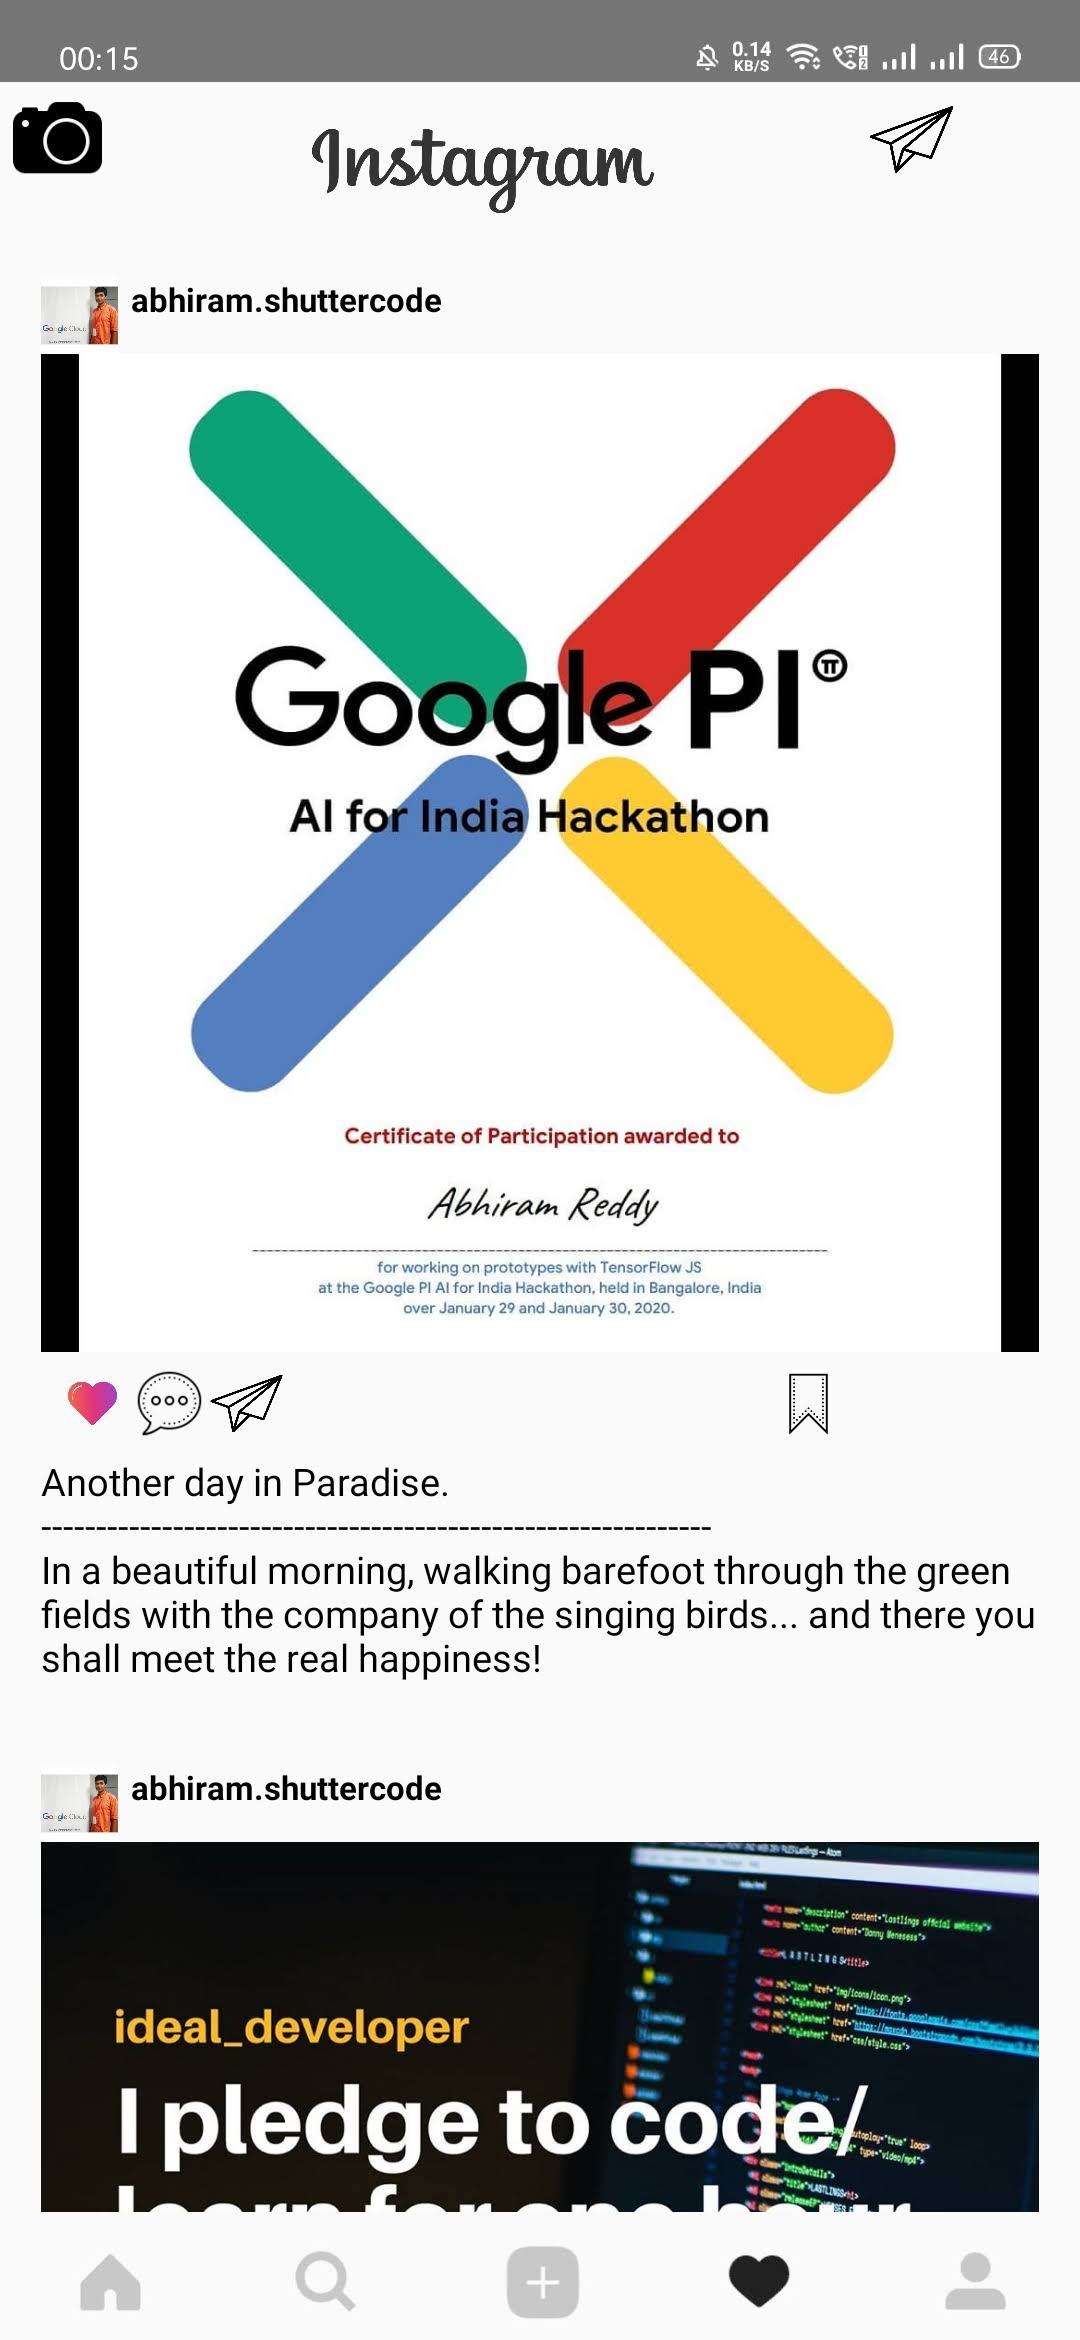 00:15
0.14
KB/S
46
Instagram
abhiram.shuttercode
Google PI
AI for India Hackathon
Certificate of Participation awarded to
Abhiram Reddy
for working on prototypes with TensorFlow JS
at the Google PI AI for India Hackathon, held in Bangalore, India
over January 29 and January 30, 2020.
Another day in Paradise.
-------------------------------------------------------------
In a beautiful morning, walking barefoot through the green
fields with the company of the singing birds... and there you
shall meet the real happiness!
abhiram.shuttercode
ideal_developer
I pledge to code/
learn for one hour